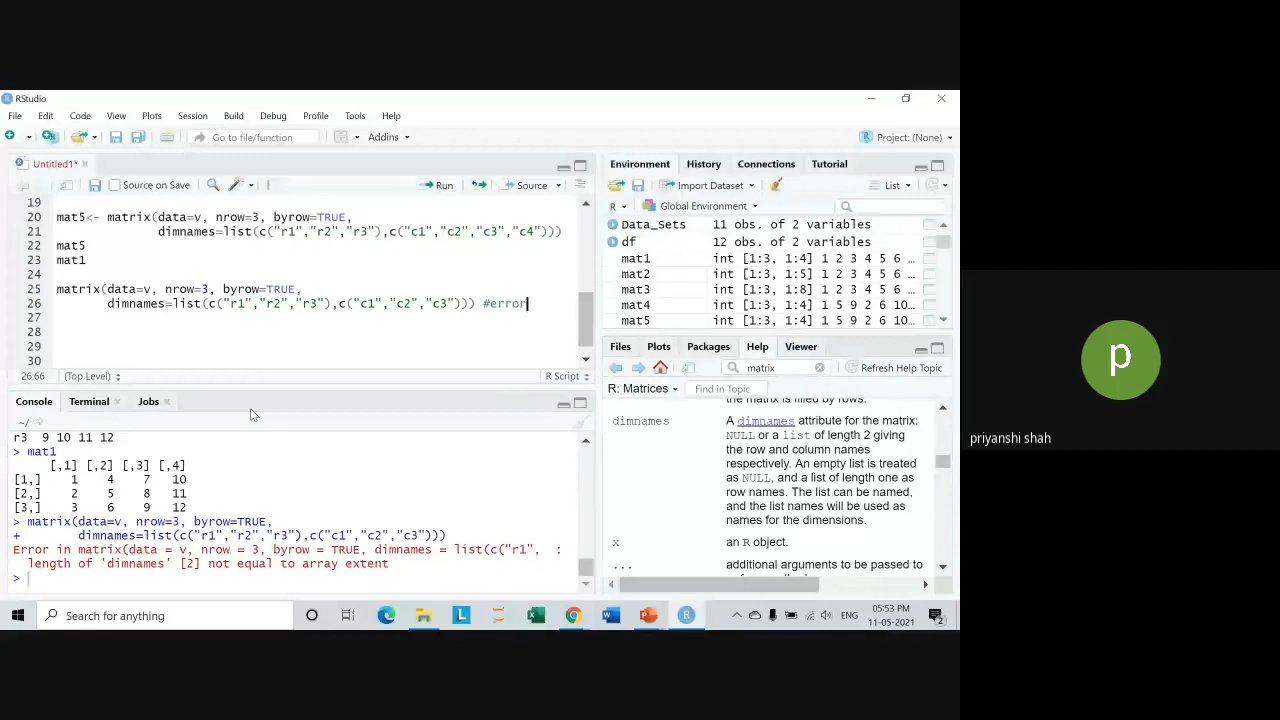 RStudio
File Edit Code View Plots Session Build Debug Profile Tools Help
Go to file/function Addins Project: (None)
Untitled1*
Source on Save Run Source
19
20 mat5<- matrix(data=v, nrow=3, byrow=TRUE,
21 dimnames=list(c("r1","r2","r3"),c("c1","c2","c3","c4")))
22 mat5
23 mat1
24
25 matrix(data=v, nrow=3, byrow=TRUE,
26 dimnames=list(c("r1","r2","r3"),c("c1","c2","c3"))) #error
27
28
29
30
26:66 (Top Level) R Script
Console Terminal Jobs
~/
r3 9 10 11 12
> mat1
[,1] [,2] [,3] [,4]
[1,] 1 4 7 10
[2,] 2 5 8 11
[3,] 3 6 9 12
> matrix(data=v, nrow=3, byrow=TRUE,
+ dimnames=list(c("r1","r2","r3"),c("c1","c2","c3")))
Error in matrix(data = v, nrow = 3, byrow = TRUE, dimnames = list(c("r1", :
length of 'dimnames' [2] not equal to array extent
>
Environment History Connections Tutorial
Import Dataset List
R Global Environment
Data_Sets 11 obs. of 2 variables
df 12 obs. of 2 variables
mat1 int [1:3, 1:4] 1 2 3 4 5 6
mat2 int [1:3, 1:5] 1 2 3 4 5 6
mat3 int [1:3, 1:8] 1 2 3 4 5 6
mat4 int [1:3, 1:4] 1 5 9 2 6 10...
mat5 int [1:3, 1:4] 1 5 9 2 6 10...
Files Plots Packages Help Viewer
matrix Refresh Help Topic
R: Matrices Find in Topic
the matrix is filled by rows.
dimnames A dimnames attribute for the matrix:
NULL or a list of length 2 giving
the row and column names
respectively. An empty list is treated
as NULL, and a list of length one as
row names. The list can be named,
and the list names will be used as
names for the dimensions.
x an R object.
... additional arguments to be passed to
Search for anything
ENG
05:53 PM
11-05-2021
2
p
priyanshi shah